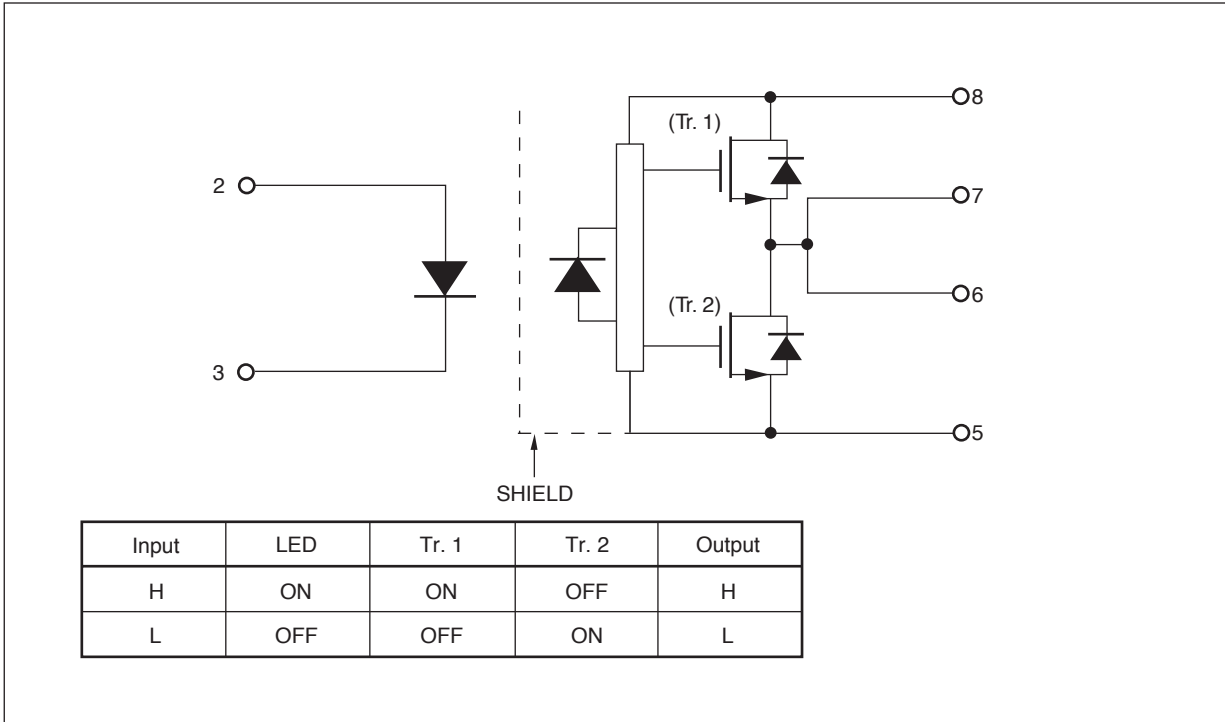 8
(Tr. 1)
2
7
6
(Tr. 2)
3
5
SHIELD
Input LED Tr. 1 Tr. 2 Output
H ON ON OFF H
L OFF OFF ON L